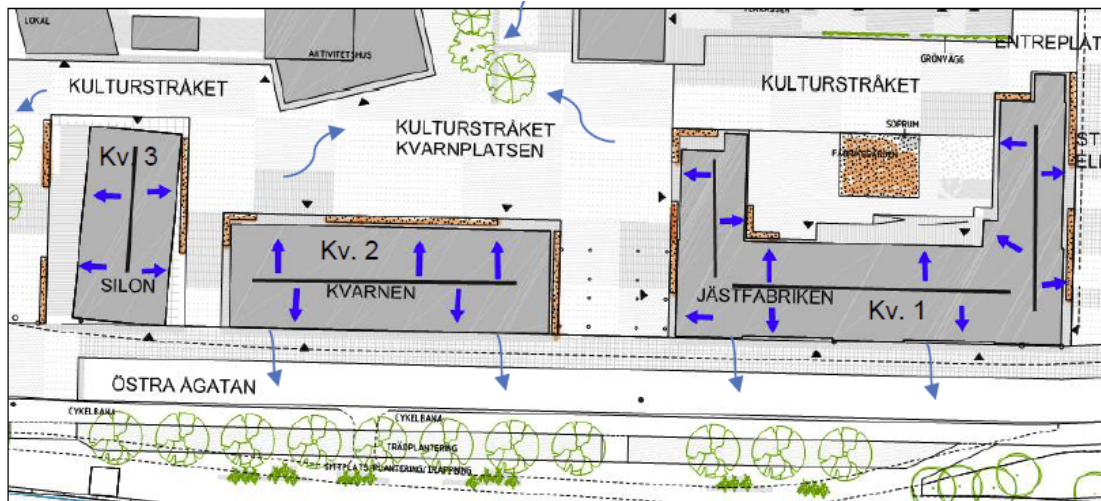 LOKAL
AKTIVITETSHUS
KULTURSTRÅKET
KULTURSTRÅKET
KVARNPLATSEN
GRÖNVÄGG
ENTREPLAT
KULTURSTRÅKET
SOPRUM
Kv. 3
SILON
Kv. 2
KVARNEN
JÄSTFABRIKEN
Kv. 1
ÖSTRA ÅGATAN
CYKELBANA
CYKELBANA
TRÄDPLANTERING